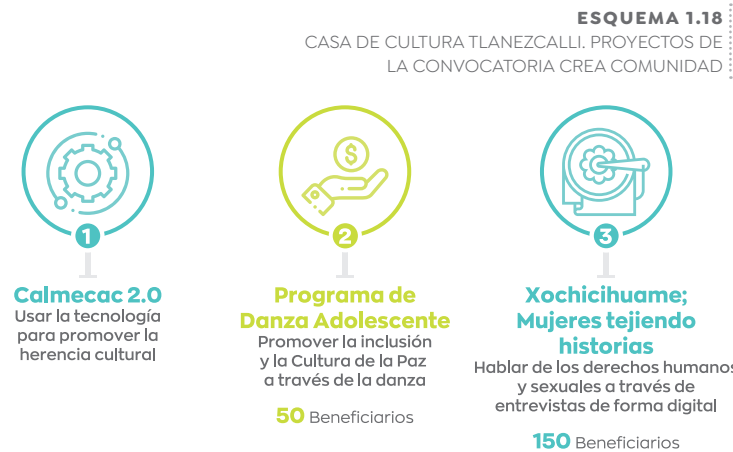 ESQUEMA 1.18
CASA DE CULTURA TLANEZCALLI. PROYECTOS DE
LA CONVOCATORIA CREA COMUNIDAD
$
1
Calmecac 2.0
Usar la tecnología
para promover la
herencia cultural
2
Programa de
Danza Adolescente
Promover la inclusión
y la Cultura de la Paz
a través de la danza
50 Beneficiarios
3
Xochicihuame;
Mujeres tejiendo
historias
Hablar de los derechos humanos
y sexuales a través de
entrevistas de forma digital
150 Beneficiarios